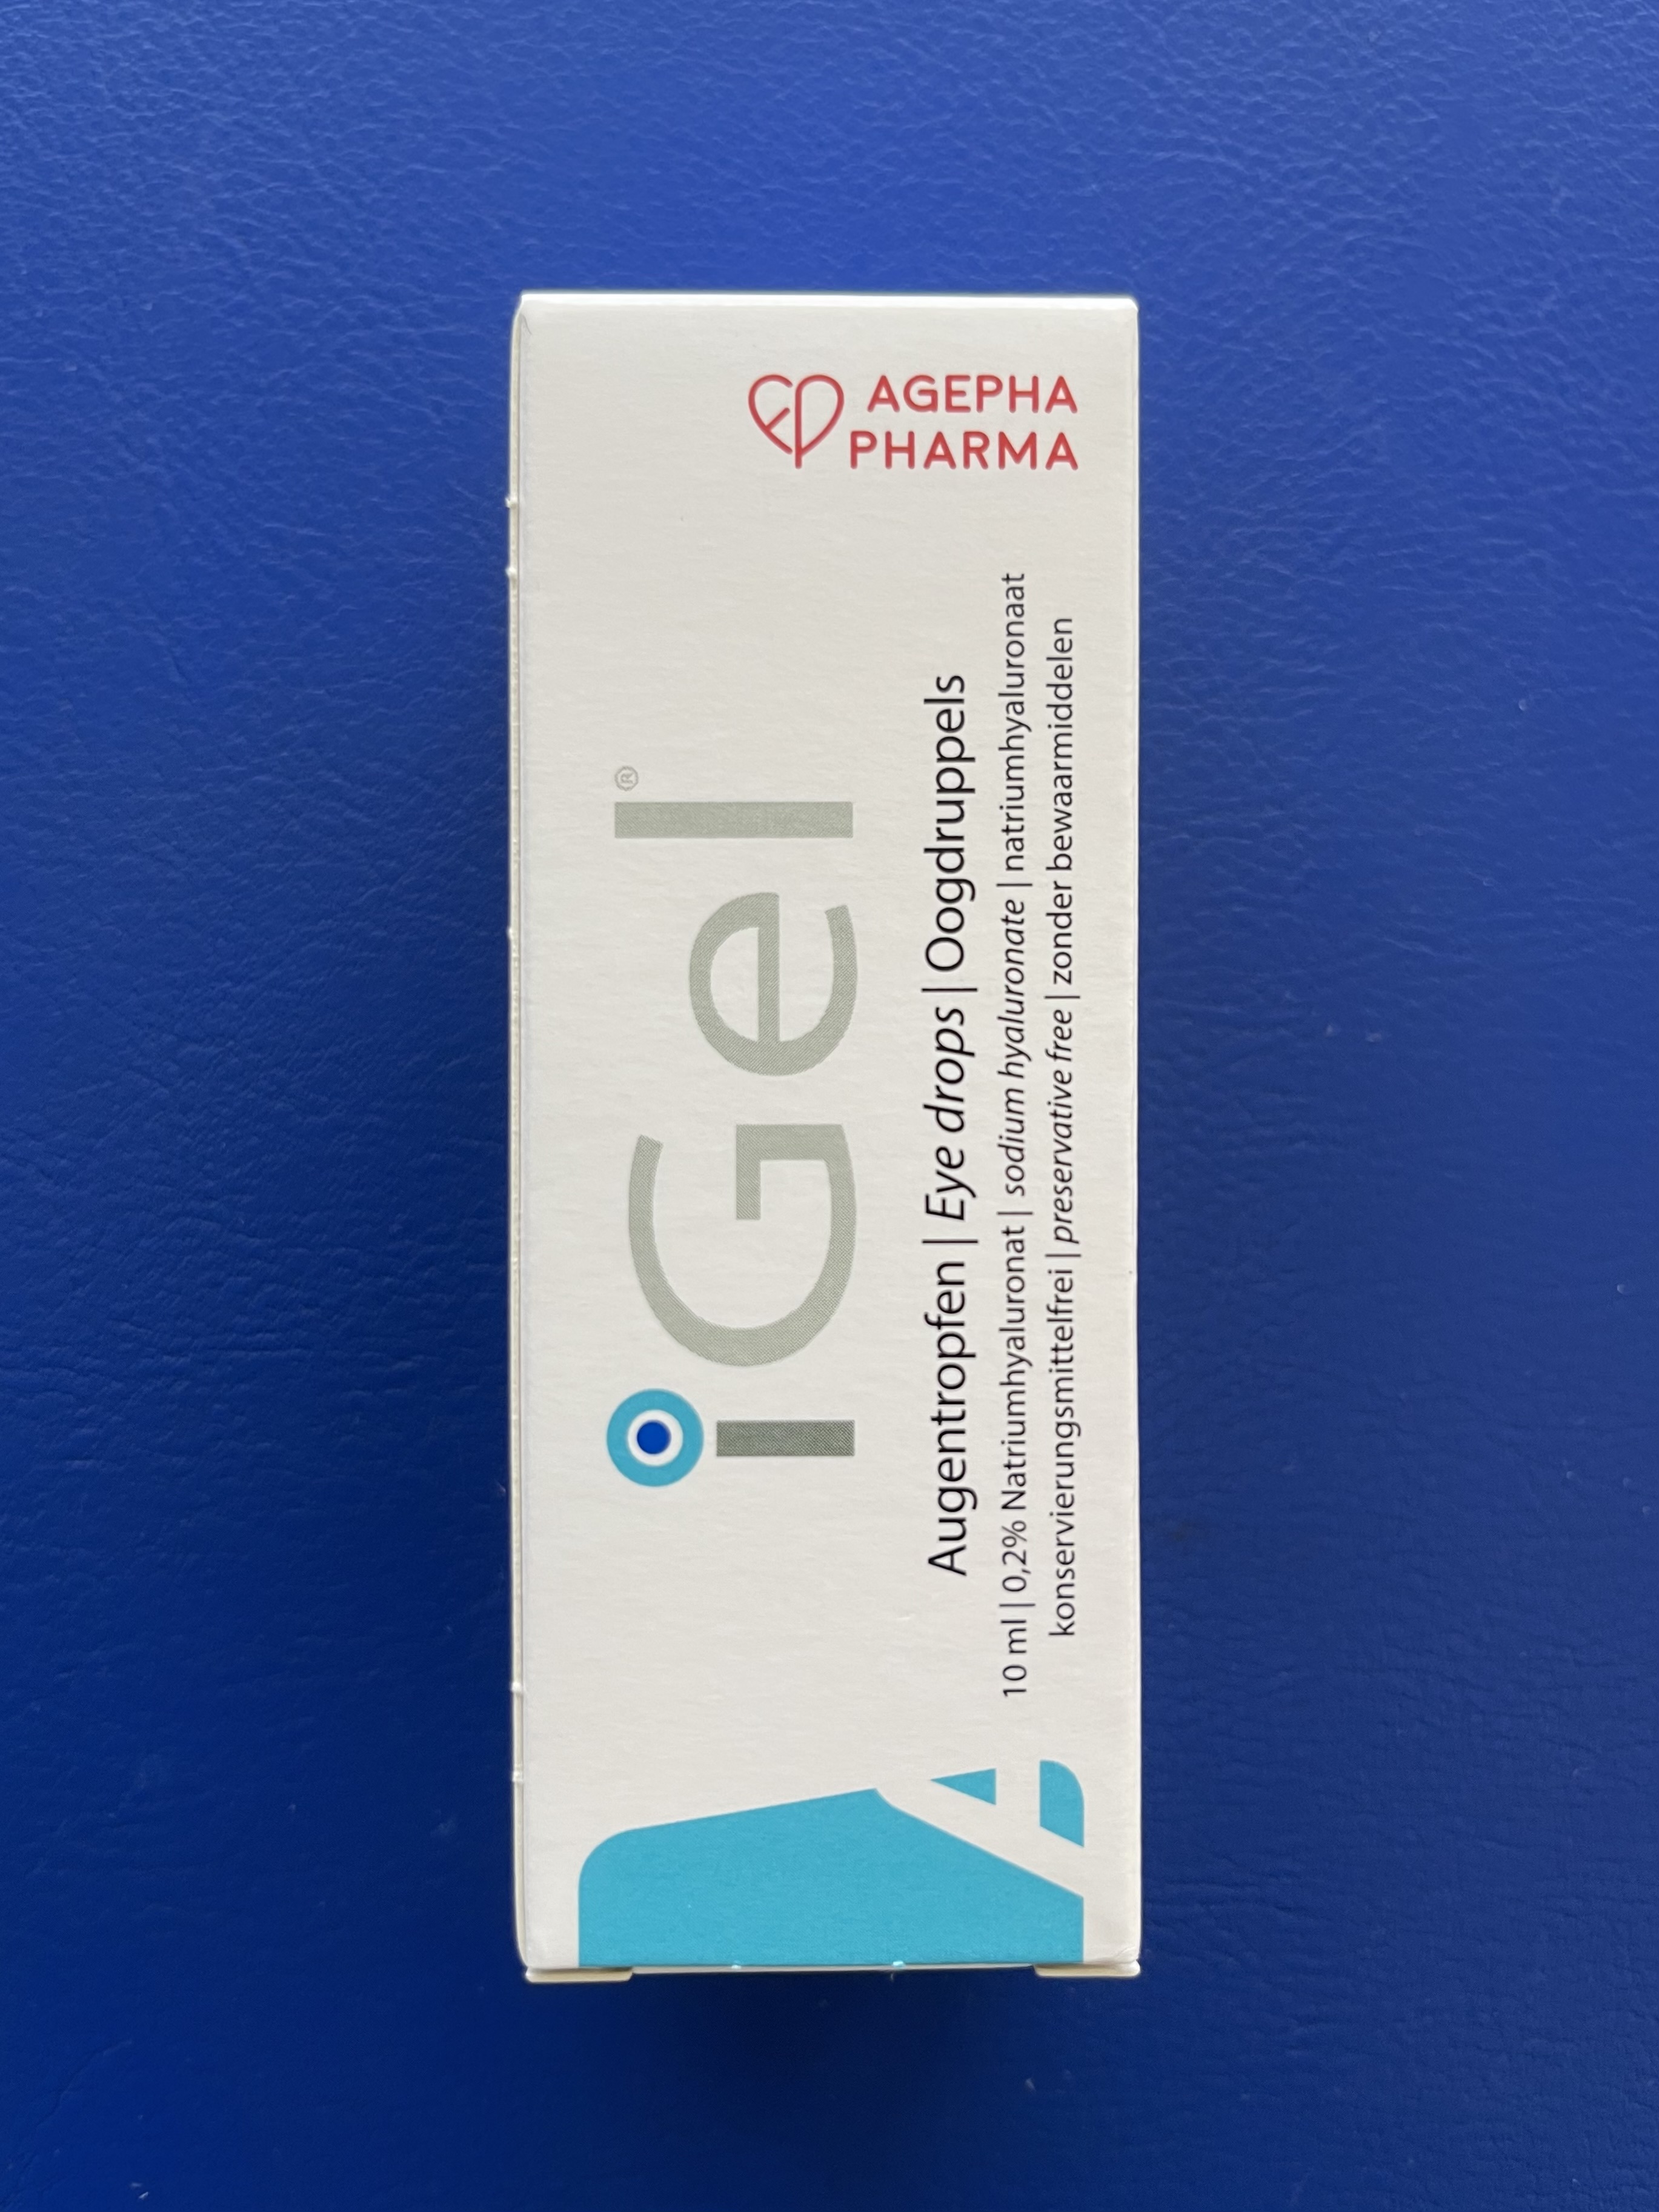 iGel®
Augentropfen | Eye drops | Oogdruppels
10 ml | 0,2% Natriumhyaluronat | sodium hyaluronate | natriumhyaluronaat
konservierungsmittelfrei | preservative free | zonder bewaarmiddelen
AGEPHA
PHARMA